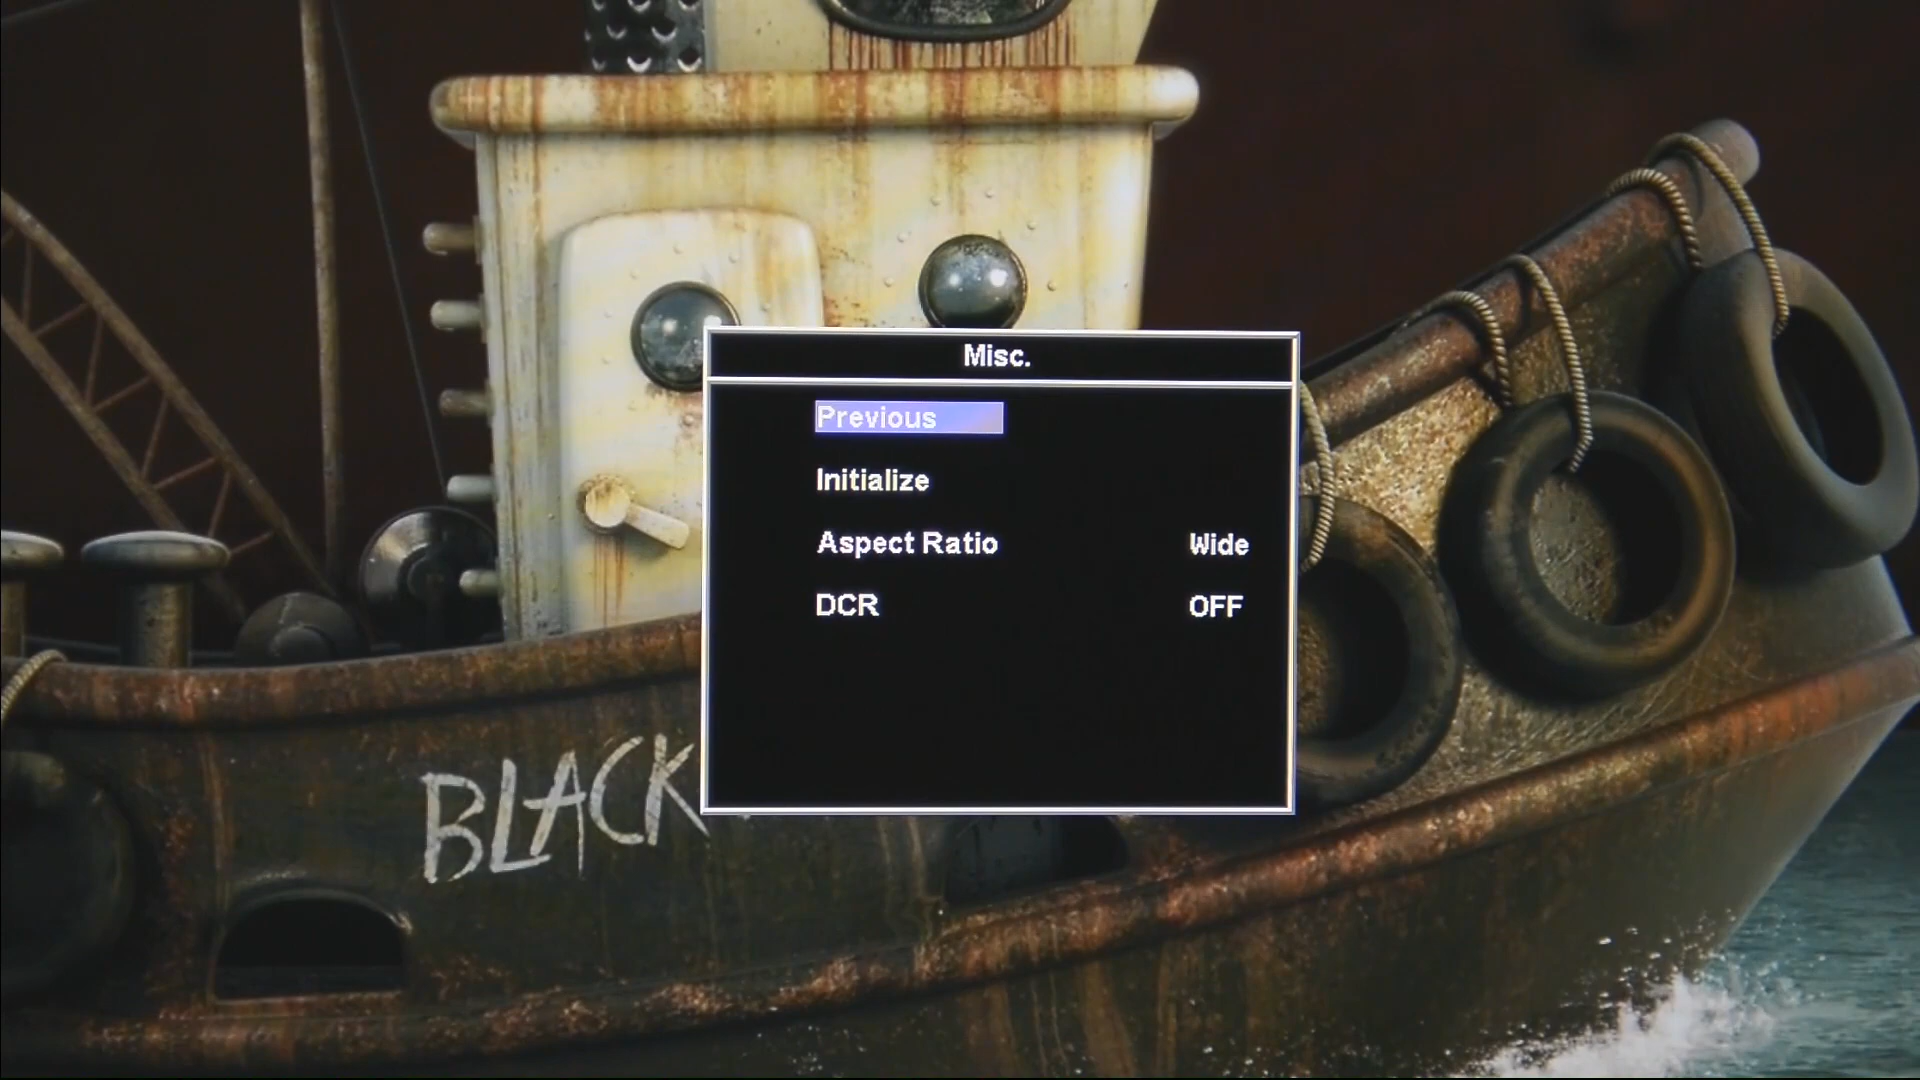 Misc.
Previous
Initialize
Aspect Ratio Wide
DCR OFF
BLACK